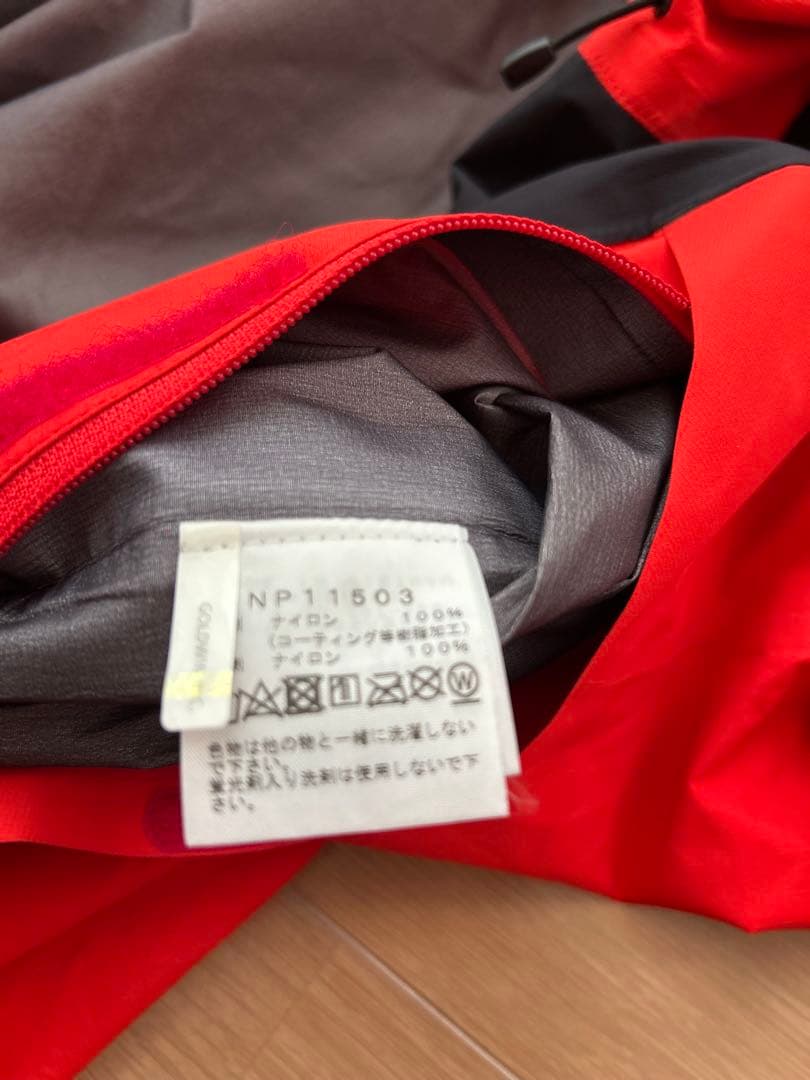 NP11503
ナイロン 100%
(コーティング等樹脂加工)
ナイロン 100%
色物は他の物と一緒に洗濯しない
で下さい。
蛍光剤入り洗剤は使用しないで下
さい。